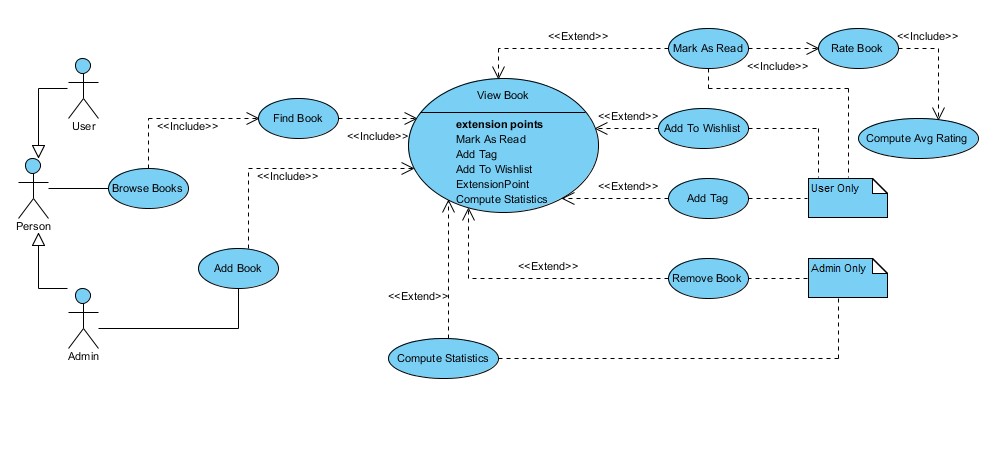 <<Extend>>
Mark As Read
Rate Book
<<Include>>
<<Include>>
User
View Book
extension points
Mark As Read
Add Tag
Add To Wishlist
ExtensionPoint
Compute Statistics
<<Include>>
Find Book
<<Include>>
<<Extend>>
Add To Wishlist
Compute Avg Rating
Person
Browse Books
<<Include>>
<<Extend>>
Add Tag
User Only
Add Book
<<Extend>>
Remove Book
Admin Only
<<Extend>>
Admin
Compute Statistics